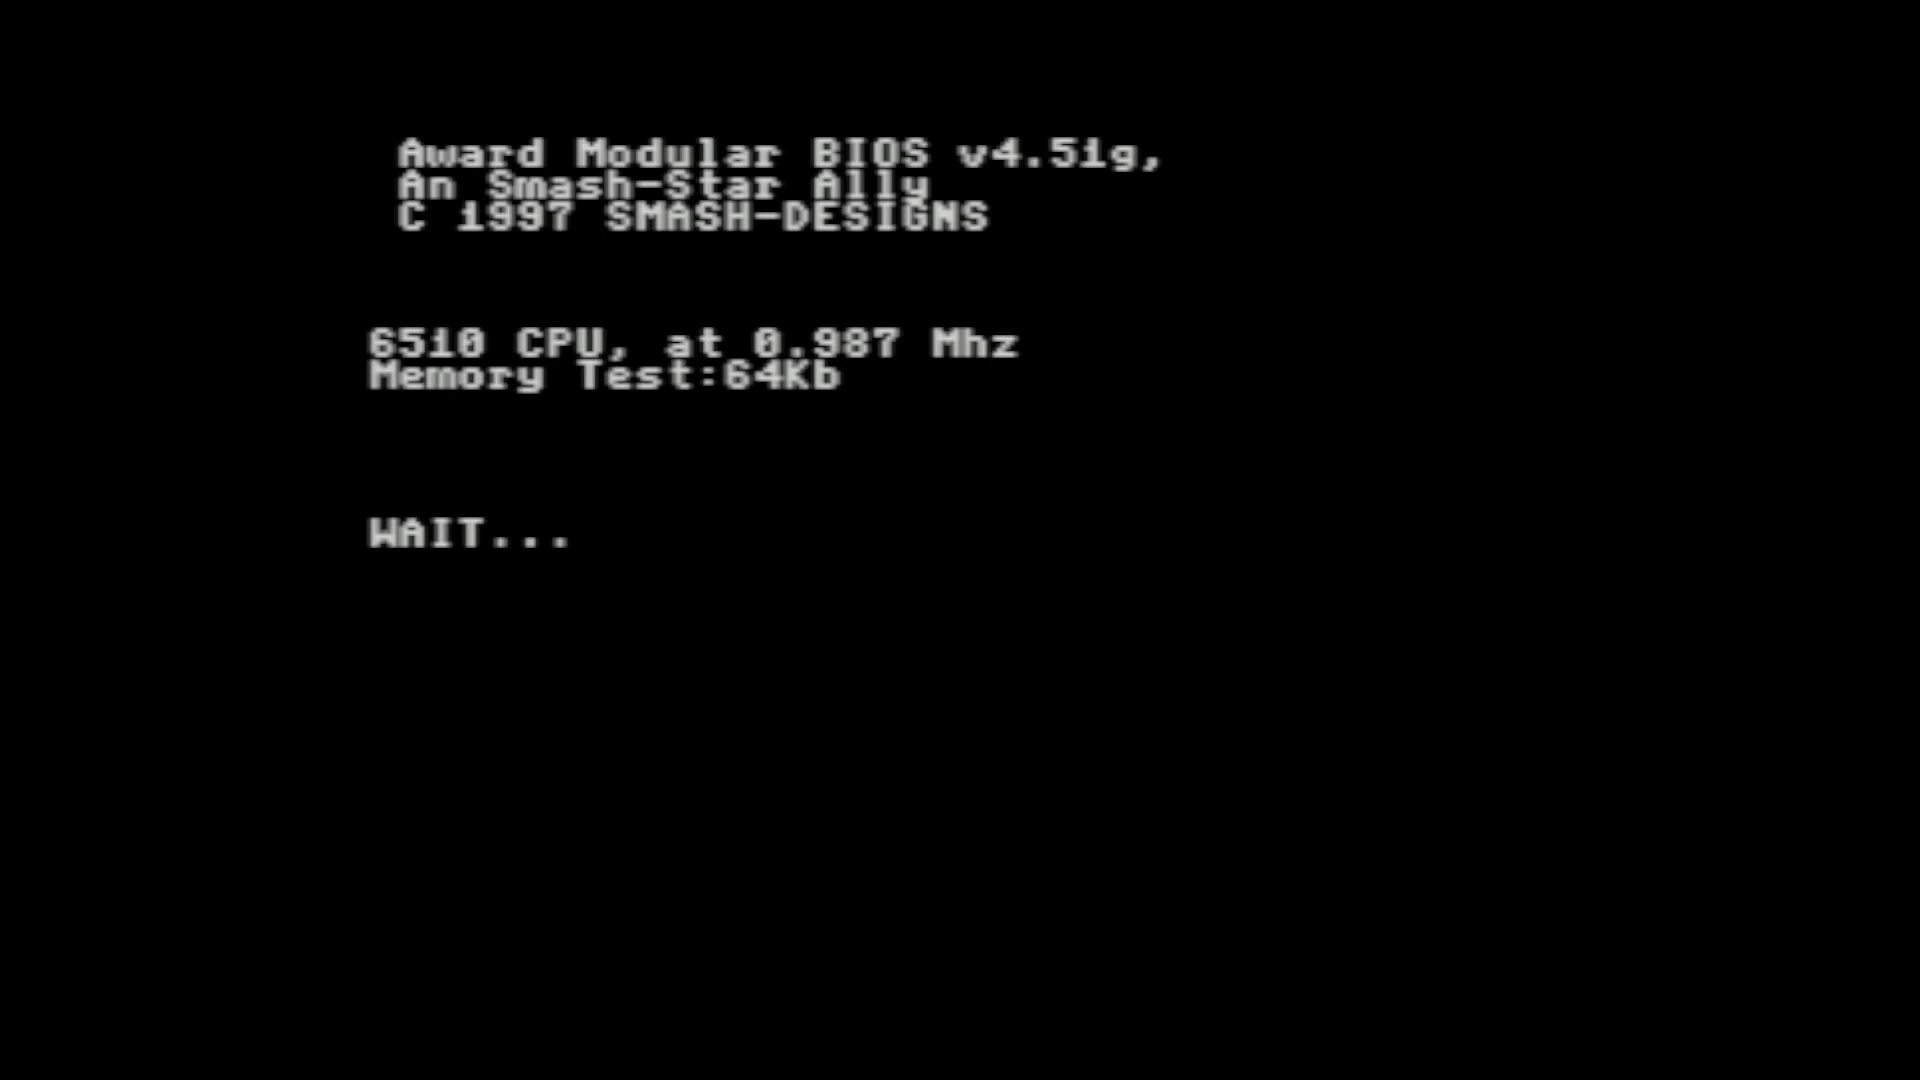 Award Modular BIOS v4.51g,
An Smash-Star Ally
C 1997 SMASH-DESIGNS
6510 CPU, at 0.987 Mhz
Memory Test:64Kb
WAIT...